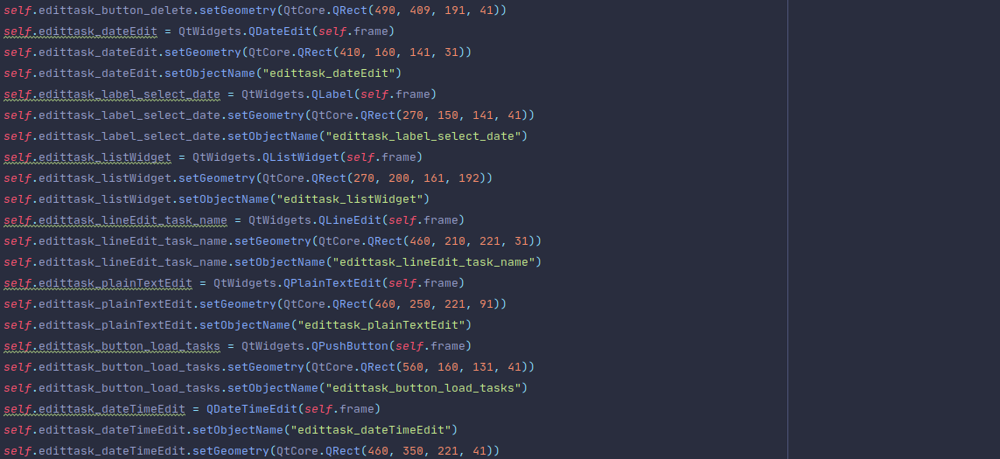 self.edittask_button_delete.setGeometry(QtCore.QRect(490, 409, 191, 41))
self.edittask_dateEdit = QtWidgets.QDateEdit(self.frame)
self.edittask_dateEdit.setGeometry(QtCore.QRect(410, 160, 141, 31))
self.edittask_dateEdit.setObjectName("edittask_dateEdit")
self.edittask_label_select_date = QtWidgets.QLabel(self.frame)
self.edittask_label_select_date.setGeometry(QtCore.QRect(270, 150, 141, 41))
self.edittask_label_select_date.setObjectName("edittask_label_select_date")
self.edittask_listWidget = QtWidgets.QListWidget(self.frame)
self.edittask_listWidget.setGeometry(QtCore.QRect(270, 200, 161, 192))
self.edittask_listWidget.setObjectName("edittask_listWidget")
self.edittask_lineEdit_task_name = QtWidgets.QLineEdit(self.frame)
self.edittask_lineEdit_task_name.setGeometry(QtCore.QRect(460, 210, 221, 31))
self.edittask_lineEdit_task_name.setObjectName("edittask_lineEdit_task_name")
self.edittask_plainTextEdit = QtWidgets.QPlainTextEdit(self.frame)
self.edittask_plainTextEdit.setGeometry(QtCore.QRect(460, 250, 221, 91))
self.edittask_plainTextEdit.setObjectName("edittask_plainTextEdit")
self.edittask_button_load_tasks = QtWidgets.QPushButton(self.frame)
self.edittask_button_load_tasks.setGeometry(QtCore.QRect(560, 160, 131, 41))
self.edittask_button_load_tasks.setObjectName("edittask_button_load_tasks")
self.edittask_dateTimeEdit = QDateTimeEdit(self.frame)
self.edittask_dateTimeEdit.setObjectName("edittask_dateTimeEdit")
self.edittask_dateTimeEdit.setGeometry(QtCore.QRect(460, 350, 221, 41))